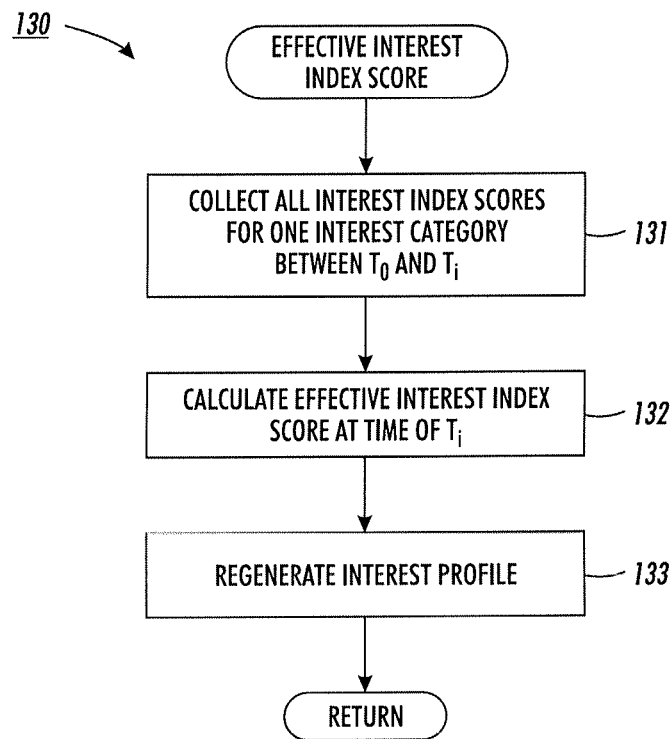 130
EFFECTIVE INTEREST
INDEX SCORE
COLLECT ALL INTEREST INDEX SCORES
FOR ONE INTEREST CATEGORY
BETWEEN T0 AND Ti
131
CALCULATE EFFECTIVE INTEREST INDEX
SCORE AT TIME OF Ti
132
REGENERATE INTEREST PROFILE
133
RETURN